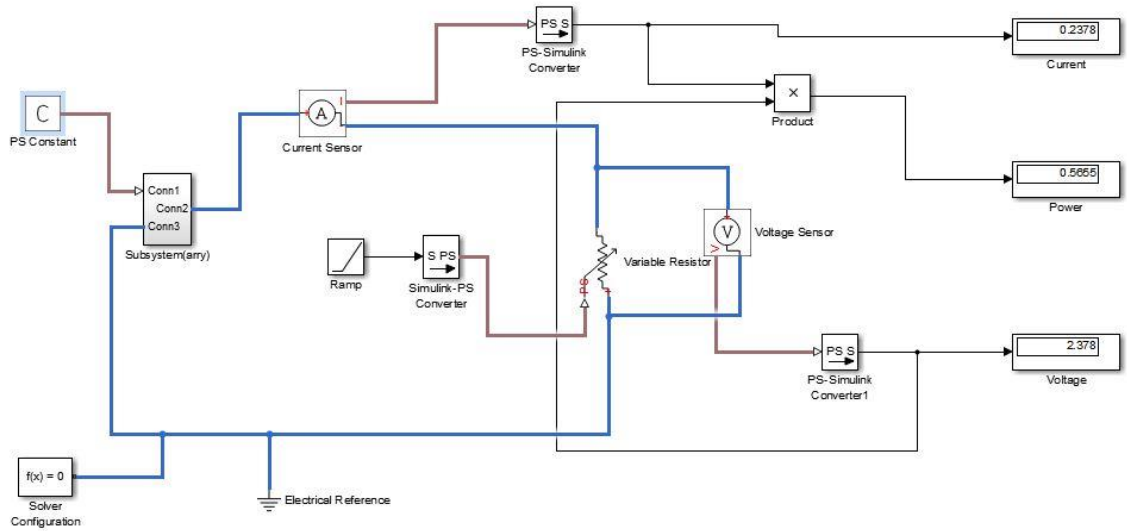 PS S
PS-Simulink
Converter
0.2378
Current
C
PS Constant
I
A
Current Sensor
×
Product
Conn1
Conn2
Conn3
Subsystem(arry)
0.5655
Power
V
V
Voltage Sensor
Ramp
S PS
Simulink-PS
Converter
Variable Resistor
PS
PS S
PS-Simulink
Converter1
2.378
Voltage
f(x) = 0
Solver
Configuration
Electrical Reference